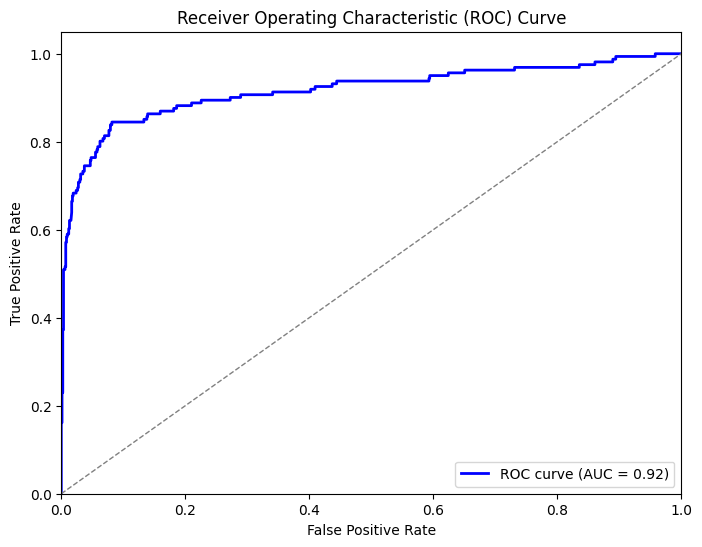 Receiver Operating Characteristic (ROC) Curve
1.0
0.8
0.6
0.4
0.2
0.0
True Positive Rate
ROC curve (AUC = 0.92)
0.0 0.2 0.4 0.6 0.8 1.0
False Positive Rate